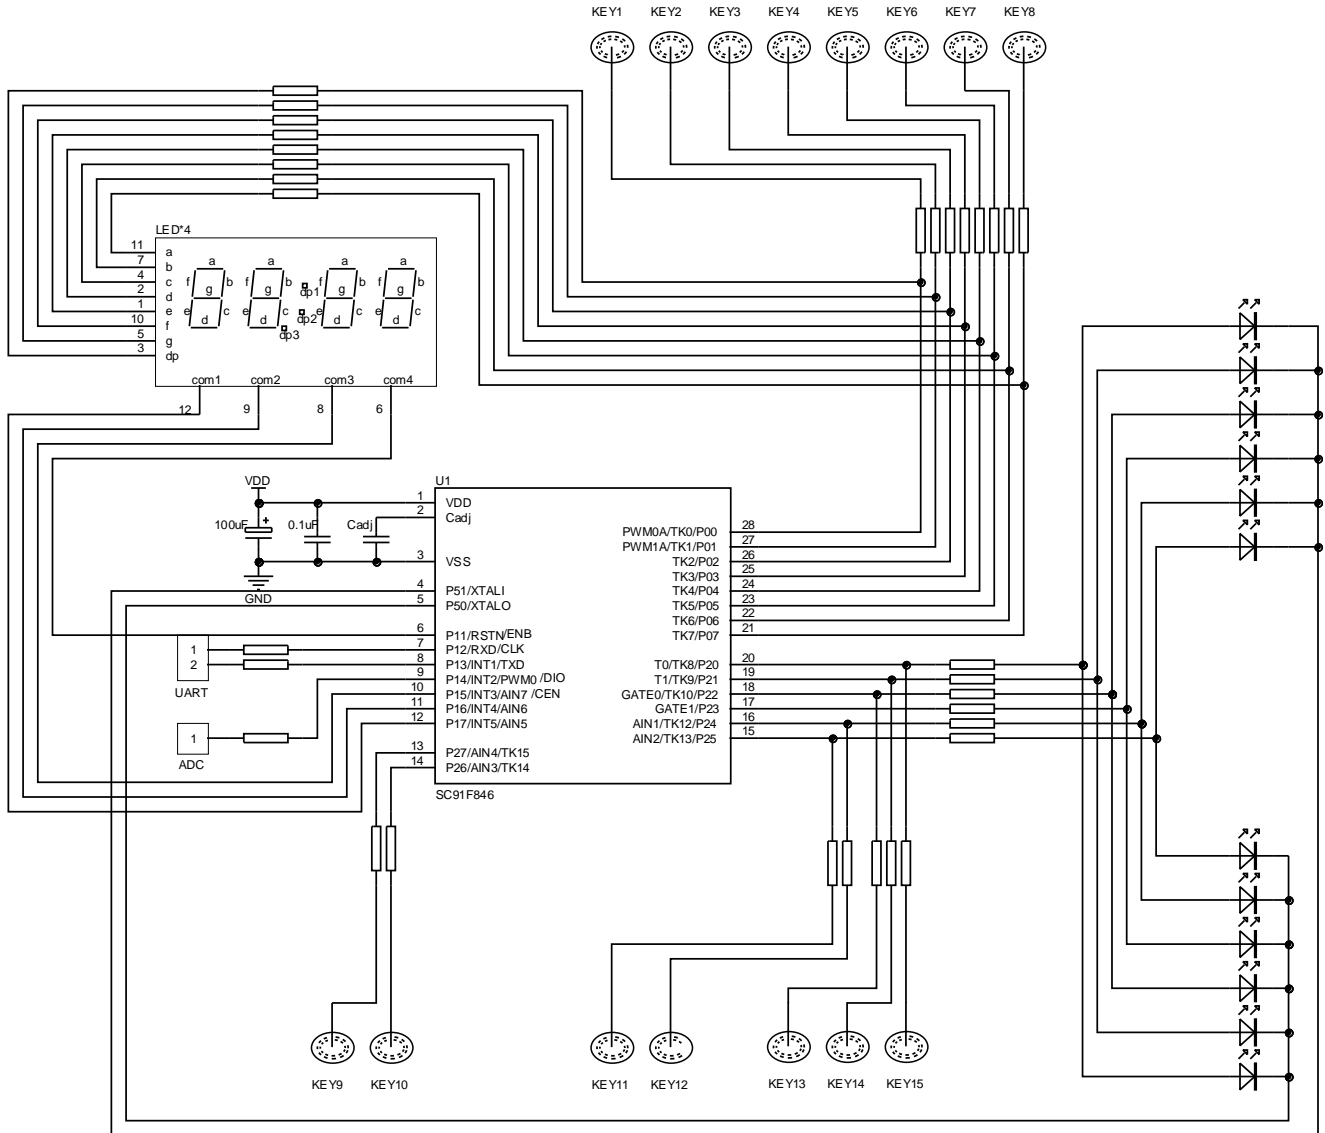 KEY1 KEY2 KEY3 KEY4 KEY5 KEY6 KEY7 KEY8
LED*4
11 a
7 b
4 c
2 d
1 e
10 f
5 g
3 dp
a a a a
f b f b f b f b
g g g g
dp1
e c e c e c e c
dp2
d d d d
dp3
com1 com2 com3 com4
12 9 8 6
U1
VDD
100uF + 0.1uF Cadj
GND
1 VDD
2 Cadj
3 VSS
4 P51/XTALI
5 P50/XTALO
6 P11/RSTN/ENB
7 P12/RXD/CLK
8 P13/INT1/TXD
9 P14/INT2/PWM0 /DIO
10 P15/INT3/AIN7 /CEN
11 P16/INT4/AIN6
12 P17/INT5/AIN5
13 P27/AIN4/TK15
14 P26/AIN3/TK14
PWM0A/TK0/P00 28
PWM1A/TK1/P01 27
TK2/P02 26
TK3/P03 25
TK4/P04 24
TK5/P05 23
TK6/P06 22
TK7/P07 21
T0/TK8/P20 20
T1/TK9/P21 19
GATE0/TK10/P22 18
GATE1/P23 17
AIN1/TK12/P24 16
AIN2/TK13/P25 15
SC91F846
1
2
UART
1
ADC
KEY9 KEY10 KEY11 KEY12 KEY13 KEY14 KEY15